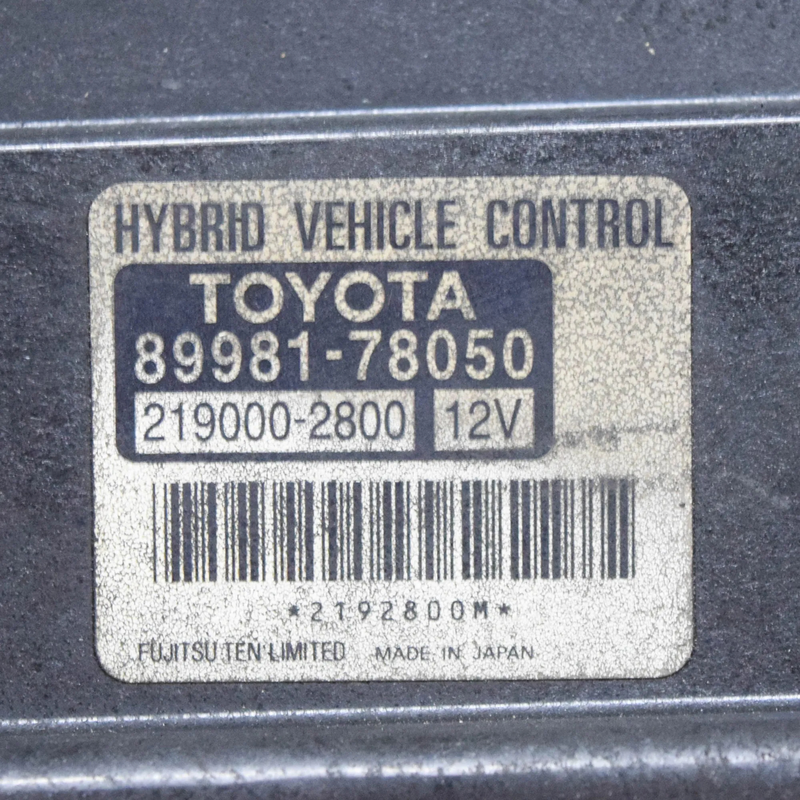 HYBRID VEHICLE CONTROL
TOYOTA
89981-78050
219000-2800 12V
*2192800M*
FUJITSU TEN LIMITED MADE IN JAPAN